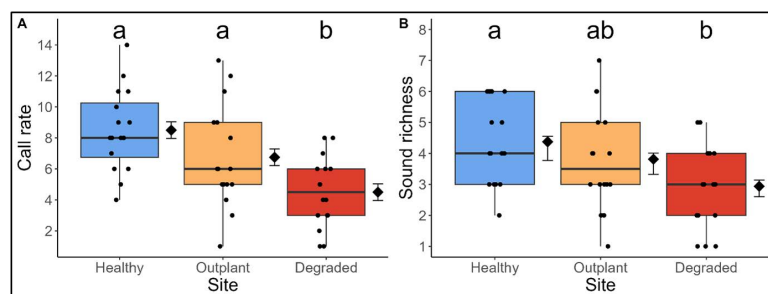 A
a
a
b
Call rate
14
12
10
8
6
4
2
Healthy
Outplant
Degraded
Site
B
a
ab
b
Sound richness
8
7
6
5
4
3
2
1
Healthy
Outplant
Degraded
Site